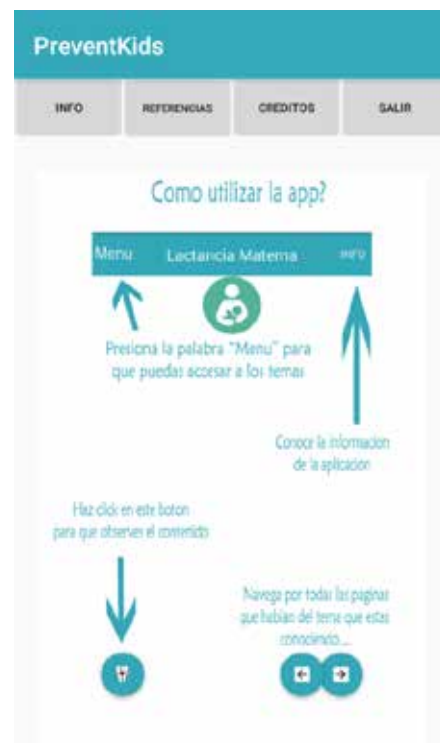 PreventKids
INFO REFERENCIAS CREDITOS SALIR
Como utilizar la app?
Menu Lactancia Materna INFO
Presiona la palabra "Menu" para
que puedas accesar a los temas
Conoce la informacion
de la aplicación
Haz click en este boton
para que observes el contenido
Navega por todas las paginas
que hablan del tema que estas
conociendo....